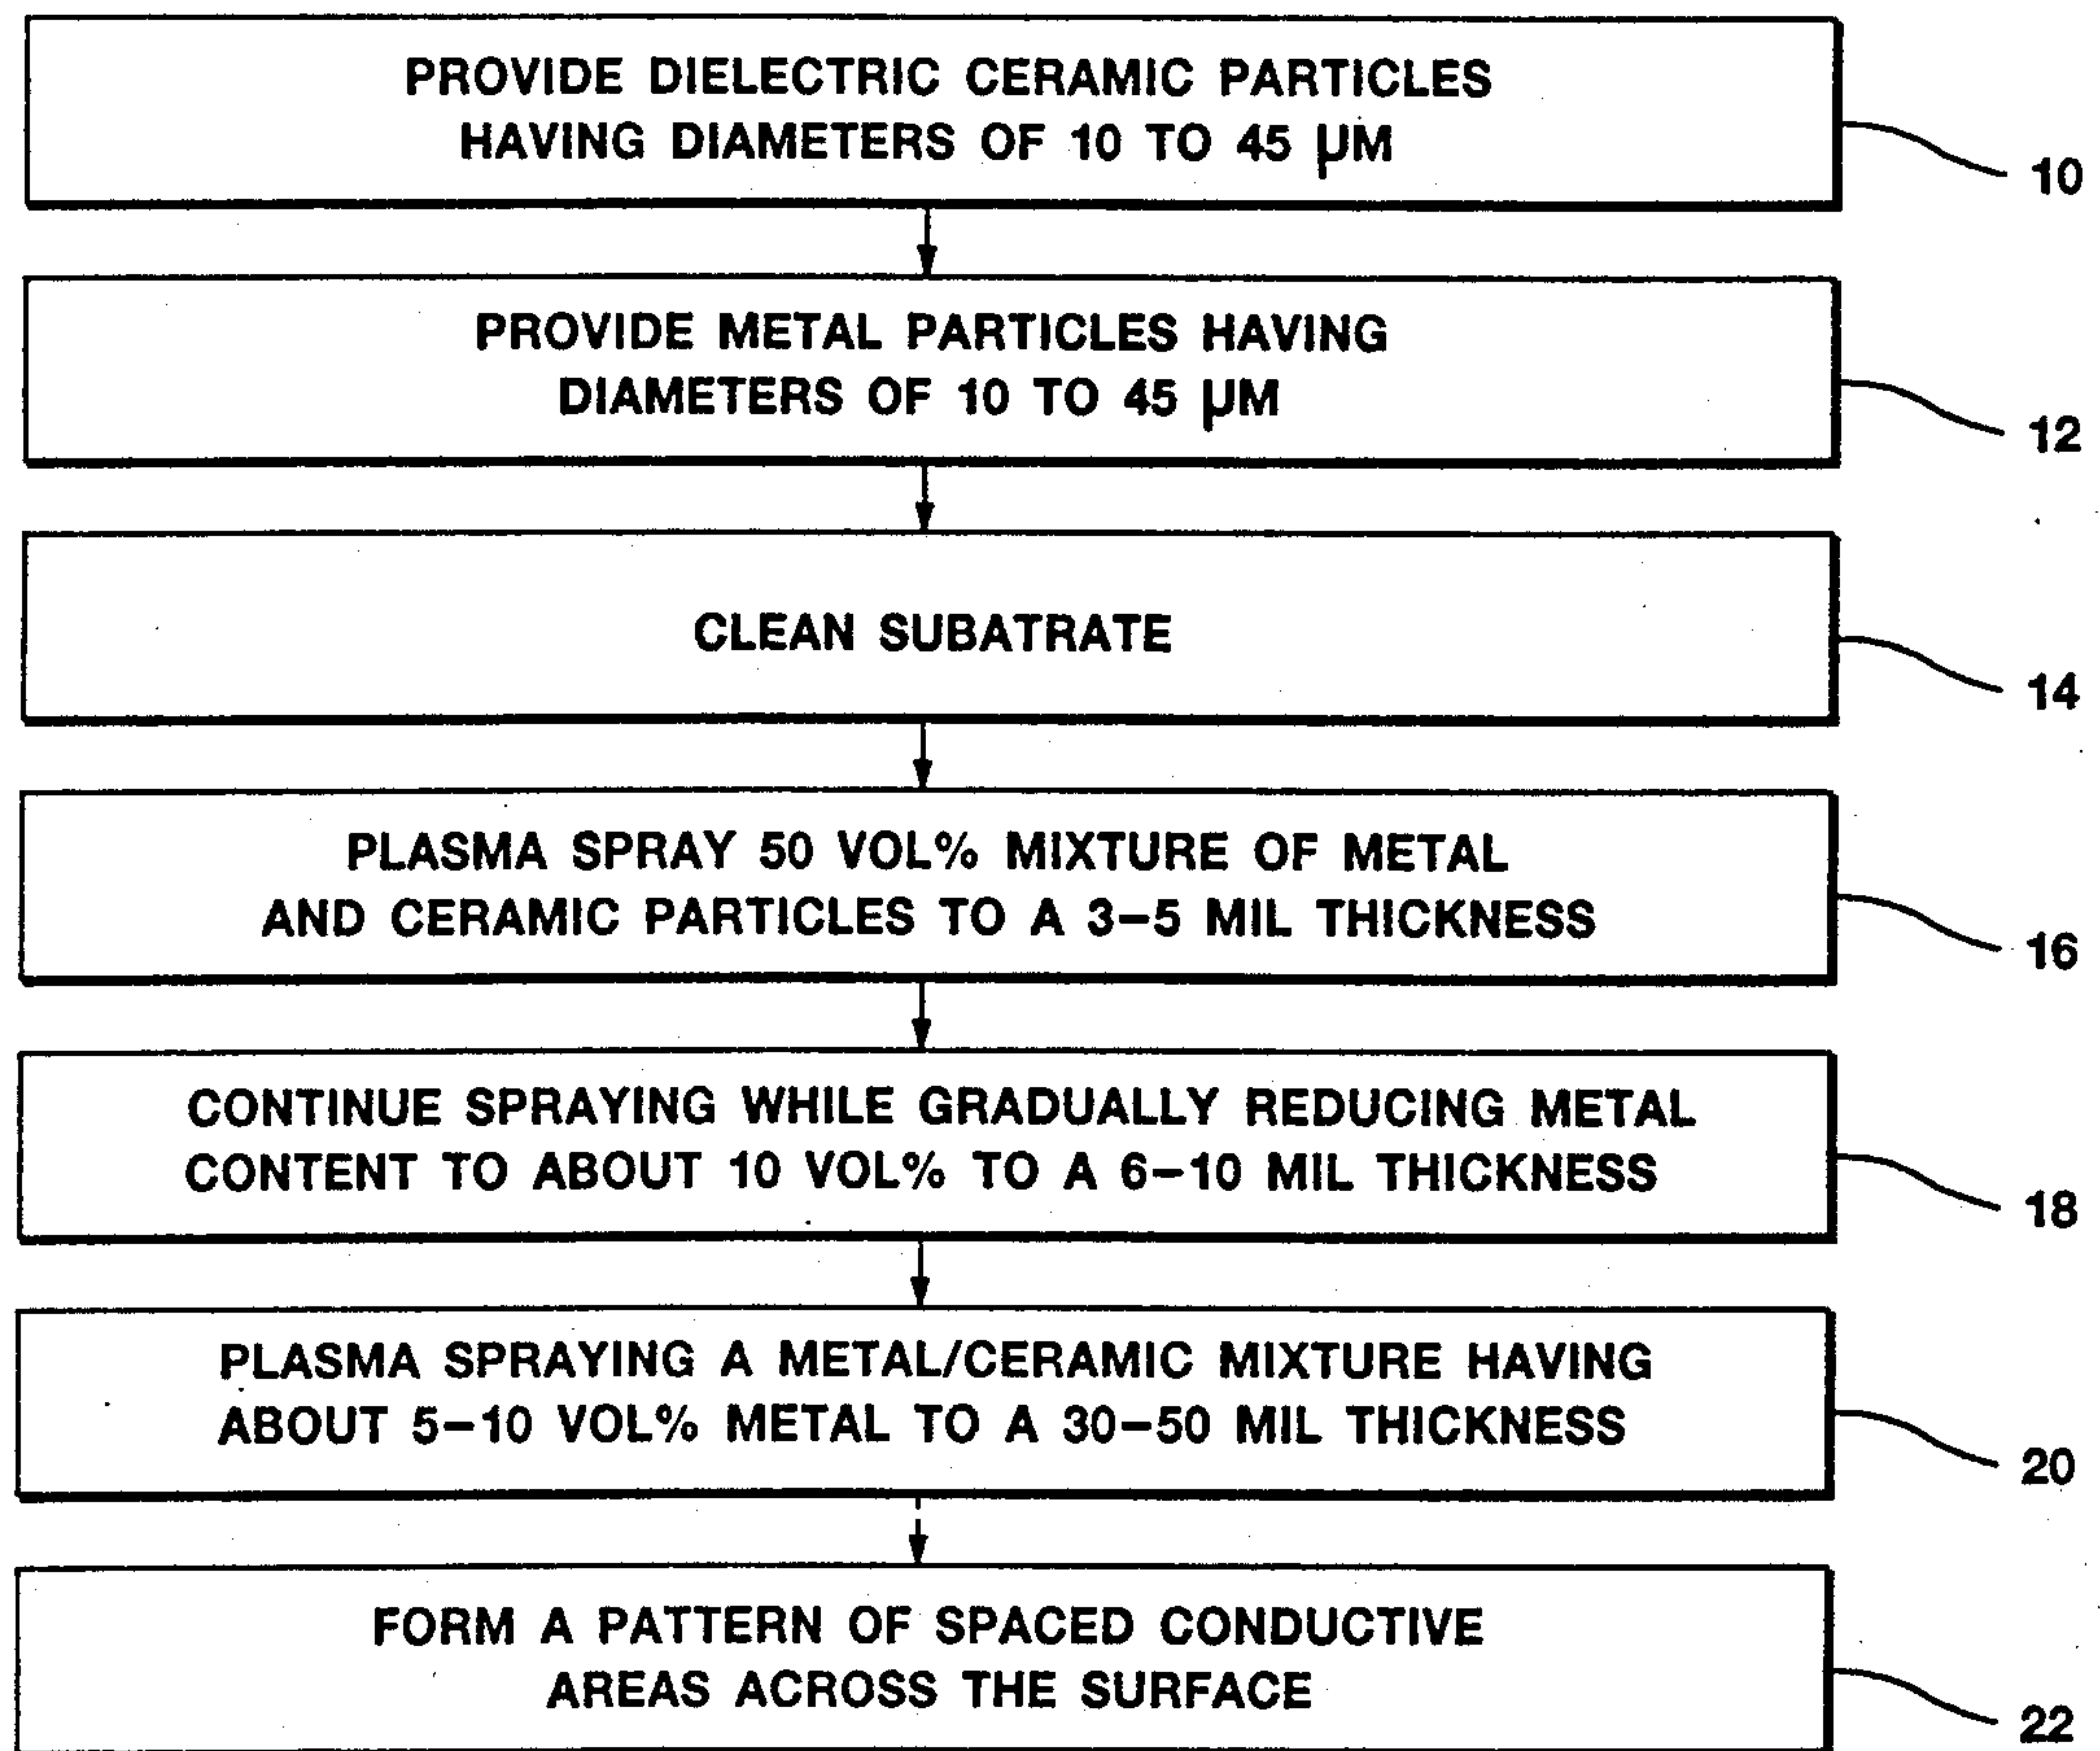 PROVIDE DIELECTRIC CERAMIC PARTICLES
HAVING DIAMETERS OF 10 TO 45 µM
10
PROVIDE METAL PARTICLES HAVING
DIAMETERS OF 10 TO 45 µM
12
CLEAN SUBATRATE
14
PLASMA SPRAY 50 VOL% MIXTURE OF METAL
AND CERAMIC PARTICLES TO A 3–5 MIL THICKNESS
16
CONTINUE SPRAYING WHILE GRADUALLY REDUCING METAL
CONTENT TO ABOUT 10 VOL% TO A 6–10 MIL THICKNESS
18
PLASMA SPRAYING A METAL/CERAMIC MIXTURE HAVING
ABOUT 5–10 VOL% METAL TO A 30–50 MIL THICKNESS
20
FORM A PATTERN OF SPACED CONDUCTIVE
AREAS ACROSS THE SURFACE
22